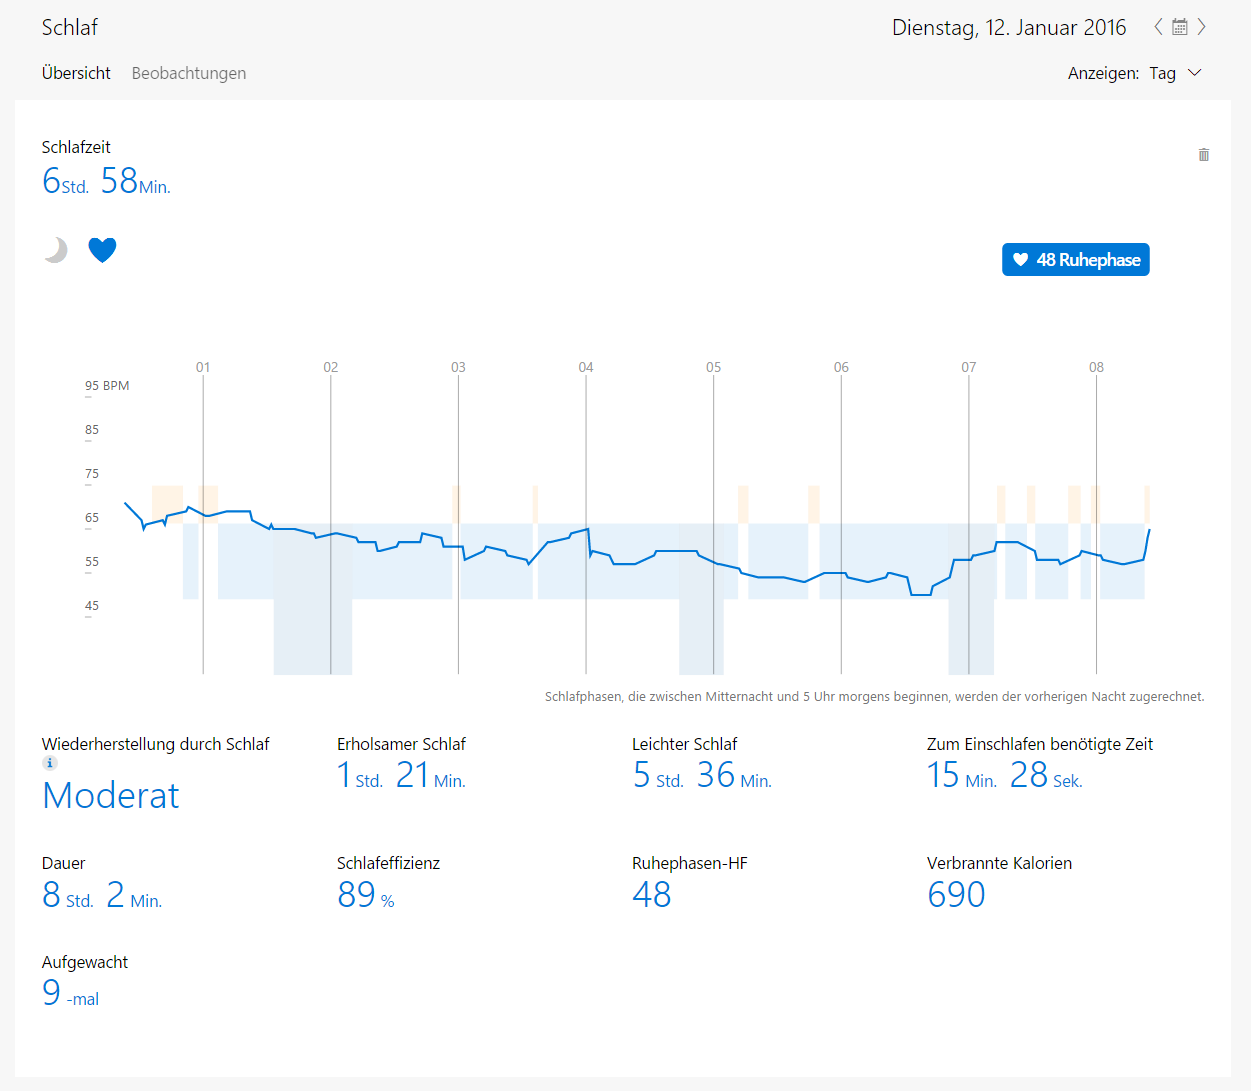 Schlaf
Dienstag, 12. Januar 2016
Übersicht Beobachtungen
Anzeigen: Tag
Schlafzeit
6 Std. 58 Min.
48 Ruhephase
01 02 03 04 05 06 07 08
95 BPM
85
75
65
55
45
Schlafphasen, die zwischen Mitternacht und 5 Uhr morgens beginnen, werden der vorherigen Nacht zugerechnet.
Wiederherstellung durch Schlaf
i
Moderat
Erholsamer Schlaf
1 Std. 21 Min.
Leichter Schlaf
5 Std. 36 Min.
Zum Einschlafen benötigte Zeit
15 Min. 28 Sek.
Dauer
8 Std. 2 Min.
Schlafeffizienz
89 %
Ruhephasen-HF
48
Verbrannte Kalorien
690
Aufgewacht
9 -mal